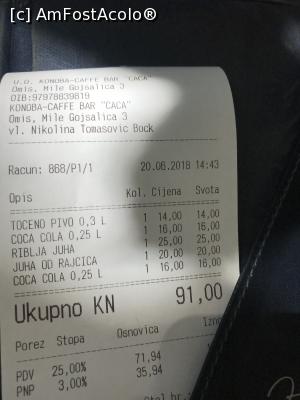 [c] AmFostAcolo®
U.O. KONOBA-CAFFE BAR "CACA"
Omis, Mile Gojsalica 3
OIB:97978839819
KONOBA-CAFFE BAR "CACA"
Omis, Mile Gojsalica 3
vl. Nikolina Tomasovic Bock
Racun: 868/P1/1 20.06.2018 14:43
Opis Kol. Cijena Svota
TOCENO PIVO 0,3 L 1 14,00 14,00
COCA COLA 0,25 L 1 16,00 16,00
RIBLJA JUHA 1 25,00 25,00
JUHA OD RAJCICA 1 20,00 20,00
COCA COLA 0,25 L 1 16,00 16,00
Ukupno KN 91,00
Porez Stopa Osnovica
PDV 25,00% 71,94
PNP 3,00% 35,94